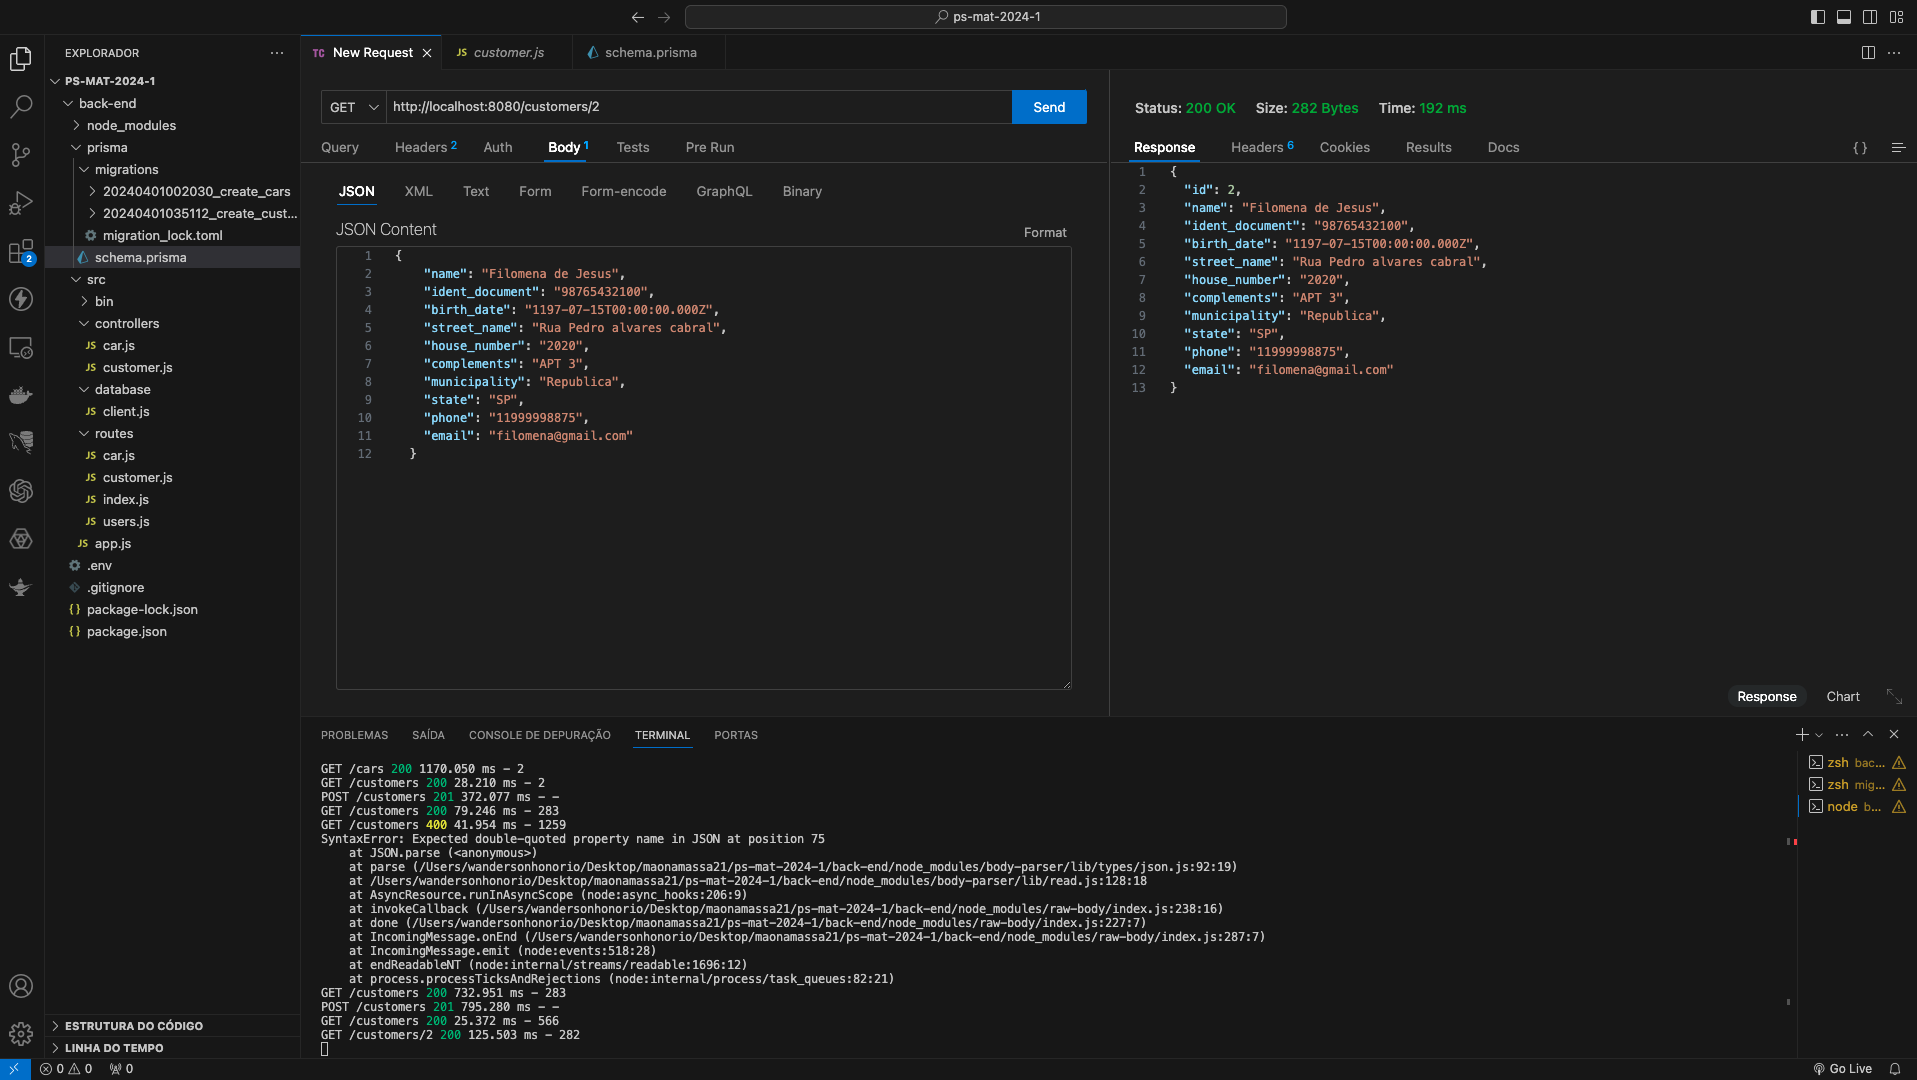 ps-mat-2024-1
EXPLORADOR
PS-MAT-2024-1
back-end
node_modules
prisma
migrations
20240401002030_create_cars
20240401035112_create_cust...
migration_lock.toml
schema.prisma
src
bin
controllers
JS car.js
JS customer.js
database
JS client.js
routes
JS car.js
JS customer.js
JS index.js
JS users.js
JS app.js
.env
.gitignore
{} package-lock.json
{} package.json
ESTRUTURA DO CÓDIGO
LINHA DO TEMPO
2
TC New Request
JS customer.js
schema.prisma
GET http://localhost:8080/customers/2 Send
Query Headers 2 Auth Body 1 Tests Pre Run
JSON XML Text Form Form-encode GraphQL Binary
JSON Content Format
1 {
2 "name": "Filomena de Jesus",
3 "ident_document": "98765432100",
4 "birth_date": "1197-07-15T00:00:00.000Z",
5 "street_name": "Rua Pedro alvares cabral",
6 "house_number": "2020",
7 "complements": "APT 3",
8 "municipality": "Republica",
9 "state": "SP",
10 "phone": "11999998875",
11 "email": "filomena@gmail.com"
12 }
Status: 200 OK Size: 282 Bytes Time: 192 ms
Response Headers 6 Cookies Results Docs {}
1 {
2 "id": 2,
3 "name": "Filomena de Jesus",
4 "ident_document": "98765432100",
5 "birth_date": "1197-07-15T00:00:00.000Z",
6 "street_name": "Rua Pedro alvares cabral",
7 "house_number": "2020",
8 "complements": "APT 3",
9 "municipality": "Republica",
10 "state": "SP",
11 "phone": "11999998875",
12 "email": "filomena@gmail.com"
13 }
Response Chart
PROBLEMAS SAÍDA CONSOLE DE DEPURAÇÃO TERMINAL PORTAS
GET /cars 200 1170.050 ms - 2
GET /customers 200 28.210 ms - 2
POST /customers 201 372.077 ms - -
GET /customers 200 79.246 ms - 283
GET /customers 400 41.954 ms - 1259
SyntaxError: Expected double-quoted property name in JSON at position 75
at JSON.parse (<anonymous>)
at parse (/Users/wandersonhonorio/Desktop/maonamassa21/ps-mat-2024-1/back-end/node_modules/body-parser/lib/types/json.js:92:19)
at /Users/wandersonhonorio/Desktop/maonamassa21/ps-mat-2024-1/back-end/node_modules/body-parser/lib/read.js:128:18
at AsyncResource.runInAsyncScope (node:async_hooks:206:9)
at invokeCallback (/Users/wandersonhonorio/Desktop/maonamassa21/ps-mat-2024-1/back-end/node_modules/raw-body/index.js:238:16)
at done (/Users/wandersonhonorio/Desktop/maonamassa21/ps-mat-2024-1/back-end/node_modules/raw-body/index.js:227:7)
at IncomingMessage.onEnd (/Users/wandersonhonorio/Desktop/maonamassa21/ps-mat-2024-1/back-end/node_modules/raw-body/index.js:287:7)
at IncomingMessage.emit (node:events:518:28)
at endReadableNT (node:internal/streams/readable:1696:12)
at process.processTicksAndRejections (node:internal/process/task_queues:82:21)
GET /customers 200 732.951 ms - 283
POST /customers 201 795.280 ms - -
GET /customers 200 25.372 ms - 566
GET /customers/2 200 125.503 ms - 282
zsh bac...
zsh mig...
node b...
0 0 0
Go Live